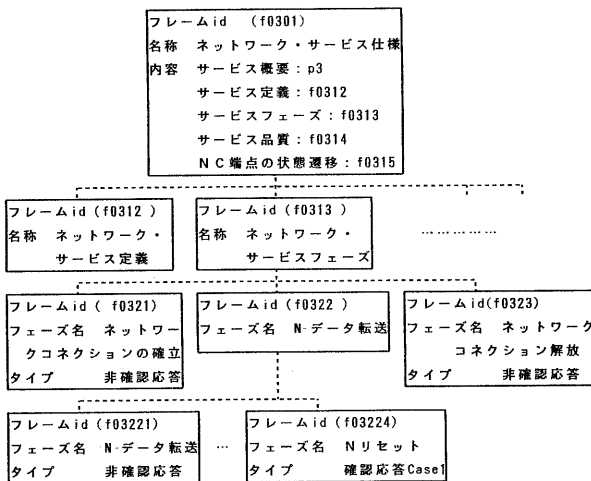 フレームid (f0301)
名称 ネットワーク・サービス仕様
内容 サービス概要：p3
サービス定義：f0312
サービスフェーズ：f0313
サービス品質：f0314
NC端点の状態遷移：f0315
フレームid (f0312 )
名称 ネットワーク・
サービス定義
フレームid (f0313 )
名称 ネットワーク・
サービスフェーズ
……………
フレームid ( f0321)
フェーズ名 ネットワー
クコネクションの確立
タイプ 非確認応答
フレームid (f0322 )
フェーズ名 N-データ転送
フレームid(f0323)
フェーズ名 ネットワーク
コネクション解放
タイプ 非確認応答
フレームid (f03221)
フェーズ名 N-データ転送
タイプ 非確認応答
…
フレームid (f03224)
フェーズ名 Nリセット
タイプ 確認応答Case1